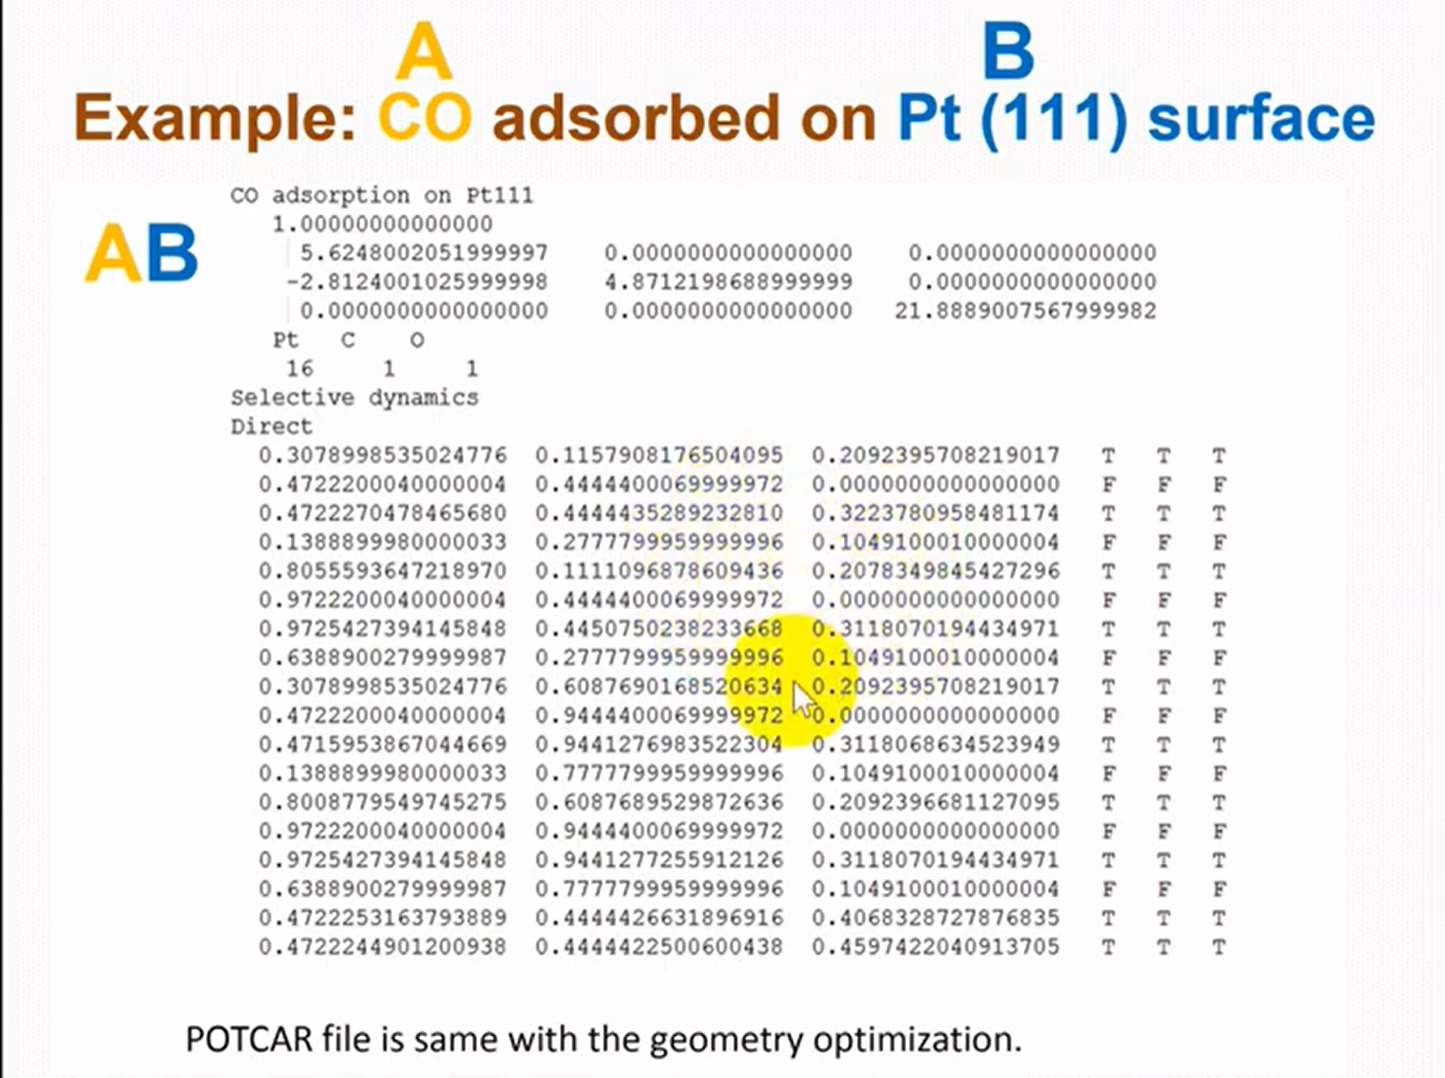 A B
Example: CO adsorbed on Pt (111) surface
AB
CO adsorption on Pt111
1.00000000000000
5.6248002051999997 0.0000000000000000 0.0000000000000000
-2.8124001025999998 4.8712198688999999 0.0000000000000000
0.0000000000000000 0.0000000000000000 21.8889007567999982
Pt C O
16 1 1
Selective dynamics
Direct
0.3078998535024776 0.1157908176504095 0.2092395708219017 T T T
0.4722200040000004 0.4444400069999972 0.0000000000000000 F F F
0.4722270478465680 0.4444435289232810 0.3223780958481174 T T T
0.1388899980000033 0.2777799959999996 0.1049100010000004 F F F
0.8055593647218970 0.1111096878609436 0.2078349845427296 T T T
0.9722200040000004 0.4444400069999972 0.0000000000000000 F F F
0.9725427394145848 0.4450750238233668 0.3118070194434971 T T T
0.6388900279999987 0.2777799959999996 0.1049100010000004 F F F
0.3078998535024776 0.6087690168520634 0.2092395708219017 T T T
0.4722200040000004 0.9444400069999972 0.0000000000000000 F F F
0.4715953867044669 0.9441276983522304 0.3118068634523949 T T T
0.1388899980000033 0.7777799959999996 0.1049100010000004 F F F
0.8008779549745275 0.6087689529872636 0.2092396681127095 T T T
0.9722200040000004 0.9444400069999972 0.0000000000000000 F F F
0.9725427394145848 0.9441277255912126 0.3118070194434971 T T T
0.6388900279999987 0.7777799959999996 0.1049100010000004 F F F
0.4722253163793889 0.4444426631896916 0.4068328727876835 T T T
0.4722244901200938 0.4444422500600438 0.4597422040913705 T T T
POTCAR file is same with the geometry optimization.